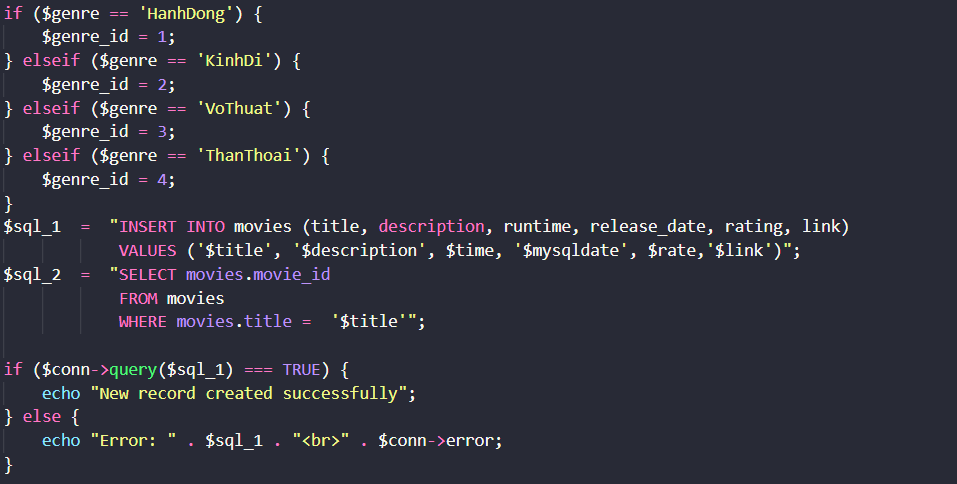 if ($genre == 'HanhDong') {
    $genre_id = 1;
} elseif ($genre == 'KinhDi') {
    $genre_id = 2;
} elseif ($genre == 'VoThuat') {
    $genre_id = 3;
} elseif ($genre == 'ThanThoai') {
    $genre_id = 4;
}
$sql_1  =  "INSERT INTO movies (title, description, runtime, release_date, rating, link)
            VALUES ('$title', '$description', $time, '$mysqldate', $rate,'$link')";
$sql_2  =  "SELECT movies.movie_id
            FROM movies
            WHERE movies.title =  '$title'";
if ($conn->query($sql_1) === TRUE) {
    echo "New record created successfully";
} else {
    echo "Error: " . $sql_1 . "<br>" . $conn->error;
}